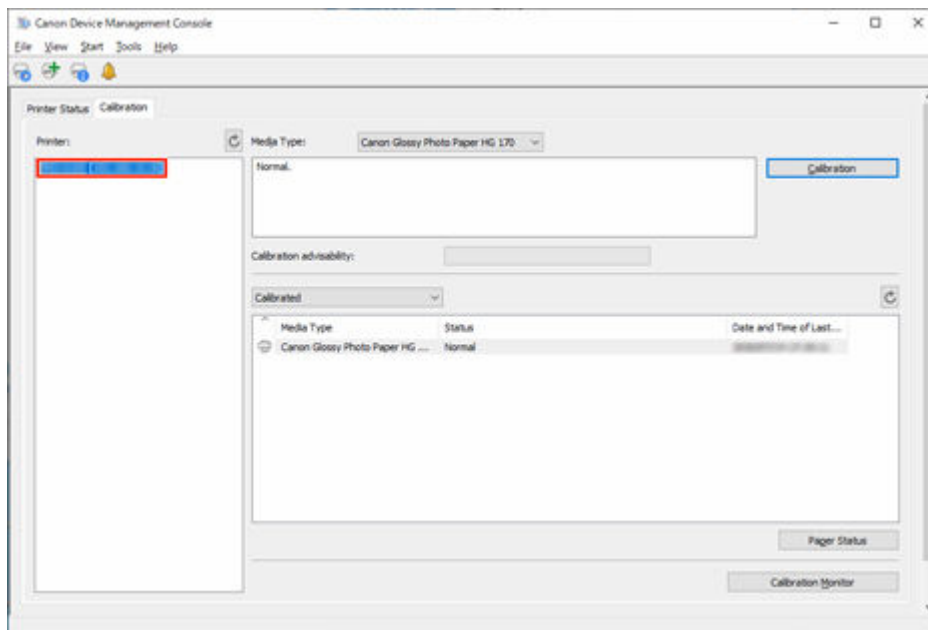 Canon Device Management Console
File View Start Tools Help
Printer Status Calibration
Printer:
Media Type: Canon Glossy Photo Paper HG 170
Normal.
Calibration
Calibration advisability:
Calibrated
Media Type Status Date and Time of Last...
Canon Glossy Photo Paper HG .... Normal
Paper Status
Calibration Monitor